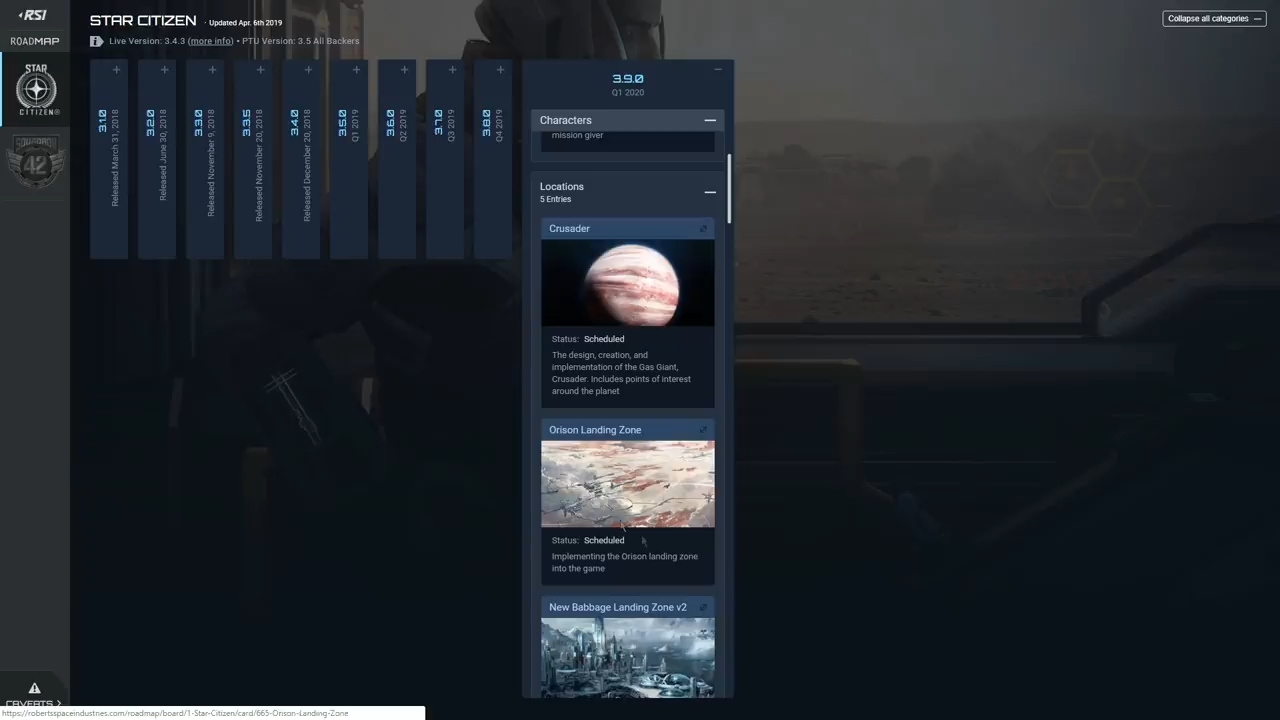 RSI
ROADMAP
STAR CITIZEN®
SQUADRON 42
CAVEATS >
STAR CITIZEN · Updated Apr. 6th 2019
Live Version: 3.4.3 (more info) • PTU Version: 3.5 All Backers
Collapse all categories
3.1.0
Released March 31, 2018
3.2.0
Released June 30, 2018
3.3.0
Released November 9, 2018
3.3.5
Released November 20, 2018
3.4.0
Released December 20, 2018
3.5.0
Q1 2019
3.6.0
Q2 2019
3.7.0
Q3 2019
3.8.0
Q4 2019
3.9.0
Q1 2020
Characters
mission giver
Locations
5 Entries
Crusader
Status: Scheduled
The design, creation, and
implementation of the Gas Giant,
Crusader. Includes points of interest
around the planet
Orison Landing Zone
Status: Scheduled
Implementing the Orison landing zone
into the game
New Babbage Landing Zone v2
https://robertsspaceindustries.com/roadmap/board/1-Star-Citizen/card/665-Orison-Landing-Zone